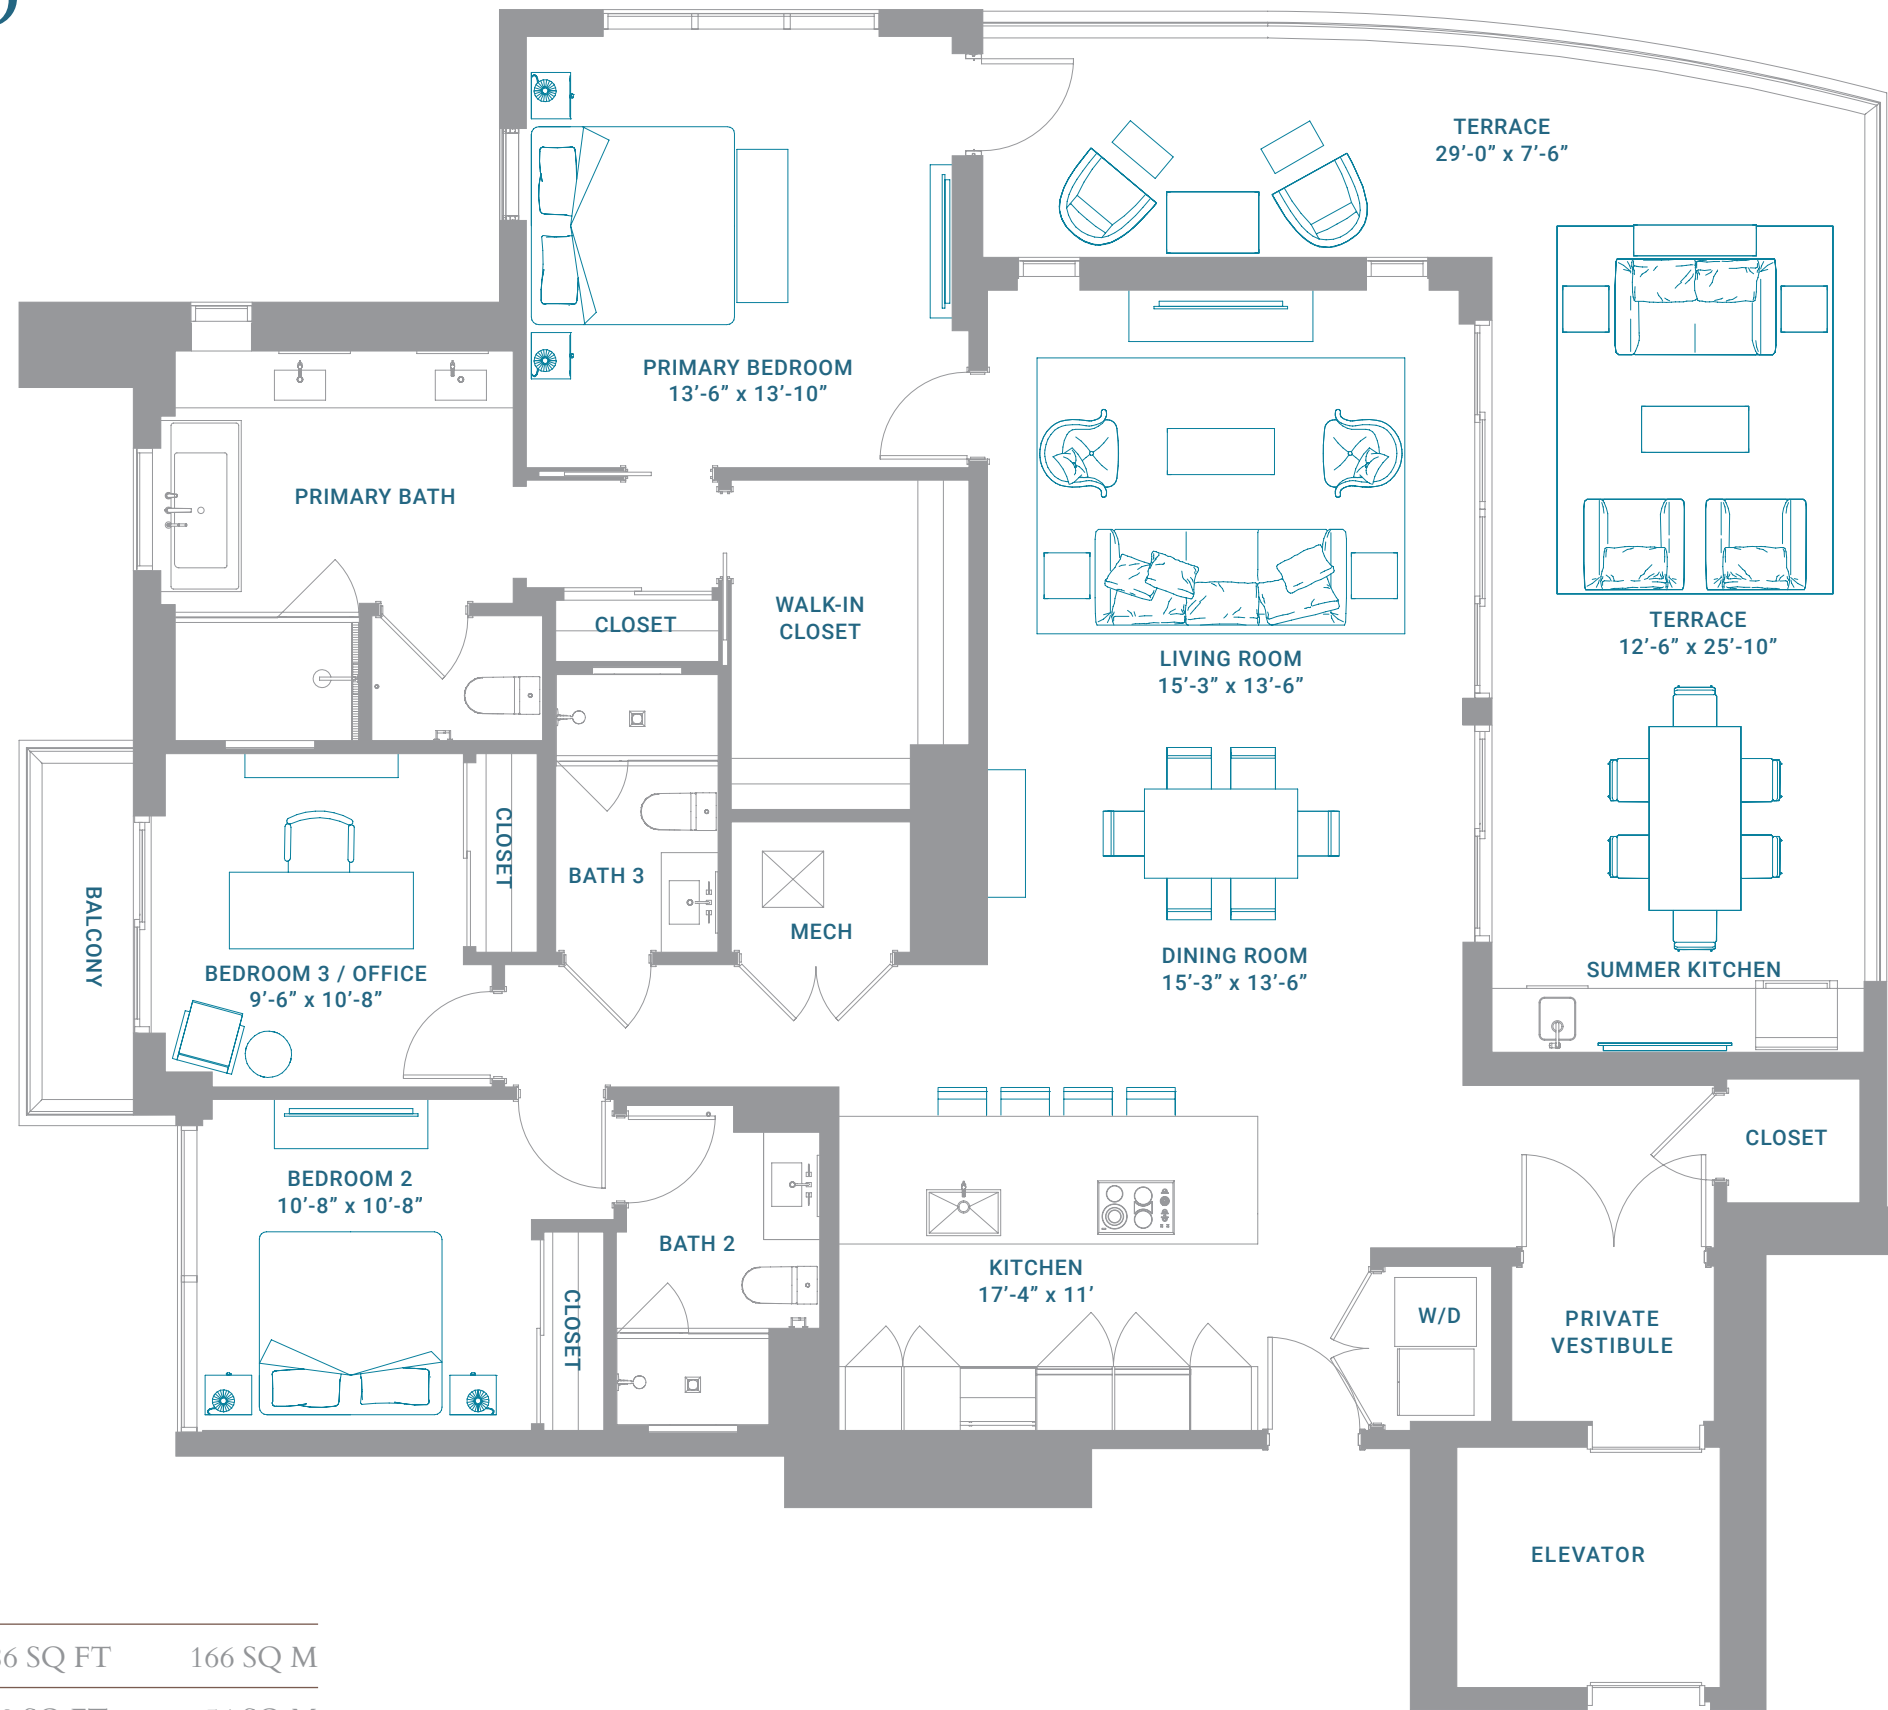 TERRACE
29’-0” x 7’-6”
PRIMARY BEDROOM
13’-6” x 13’-10”
PRIMARY BATH
CLOSET
WALK-IN
CLOSET
LIVING ROOM
15’-3” x 13’-6”
TERRACE
12’-6” x 25’-10”
BALCONY
CLOSET
BATH 3
MECH
BEDROOM 3 / OFFICE
9’-6” x 10’-8”
DINING ROOM
15’-3” x 13’-6”
SUMMER KITCHEN
CLOSET
BEDROOM 2
10’-8” x 10’-8”
BATH 2
CLOSET
KITCHEN
17’-4” x 11’
W/D
PRIVATE
VESTIBULE
ELEVATOR
SQ FT 166 SQ M